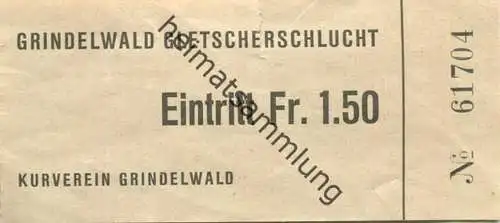 GRINDELWALD GLETSCHERSCHLUCHT
Eintritt Fr. 1.50
KURVEREIN GRINDELWALD
№ 61704
heimatsammlung